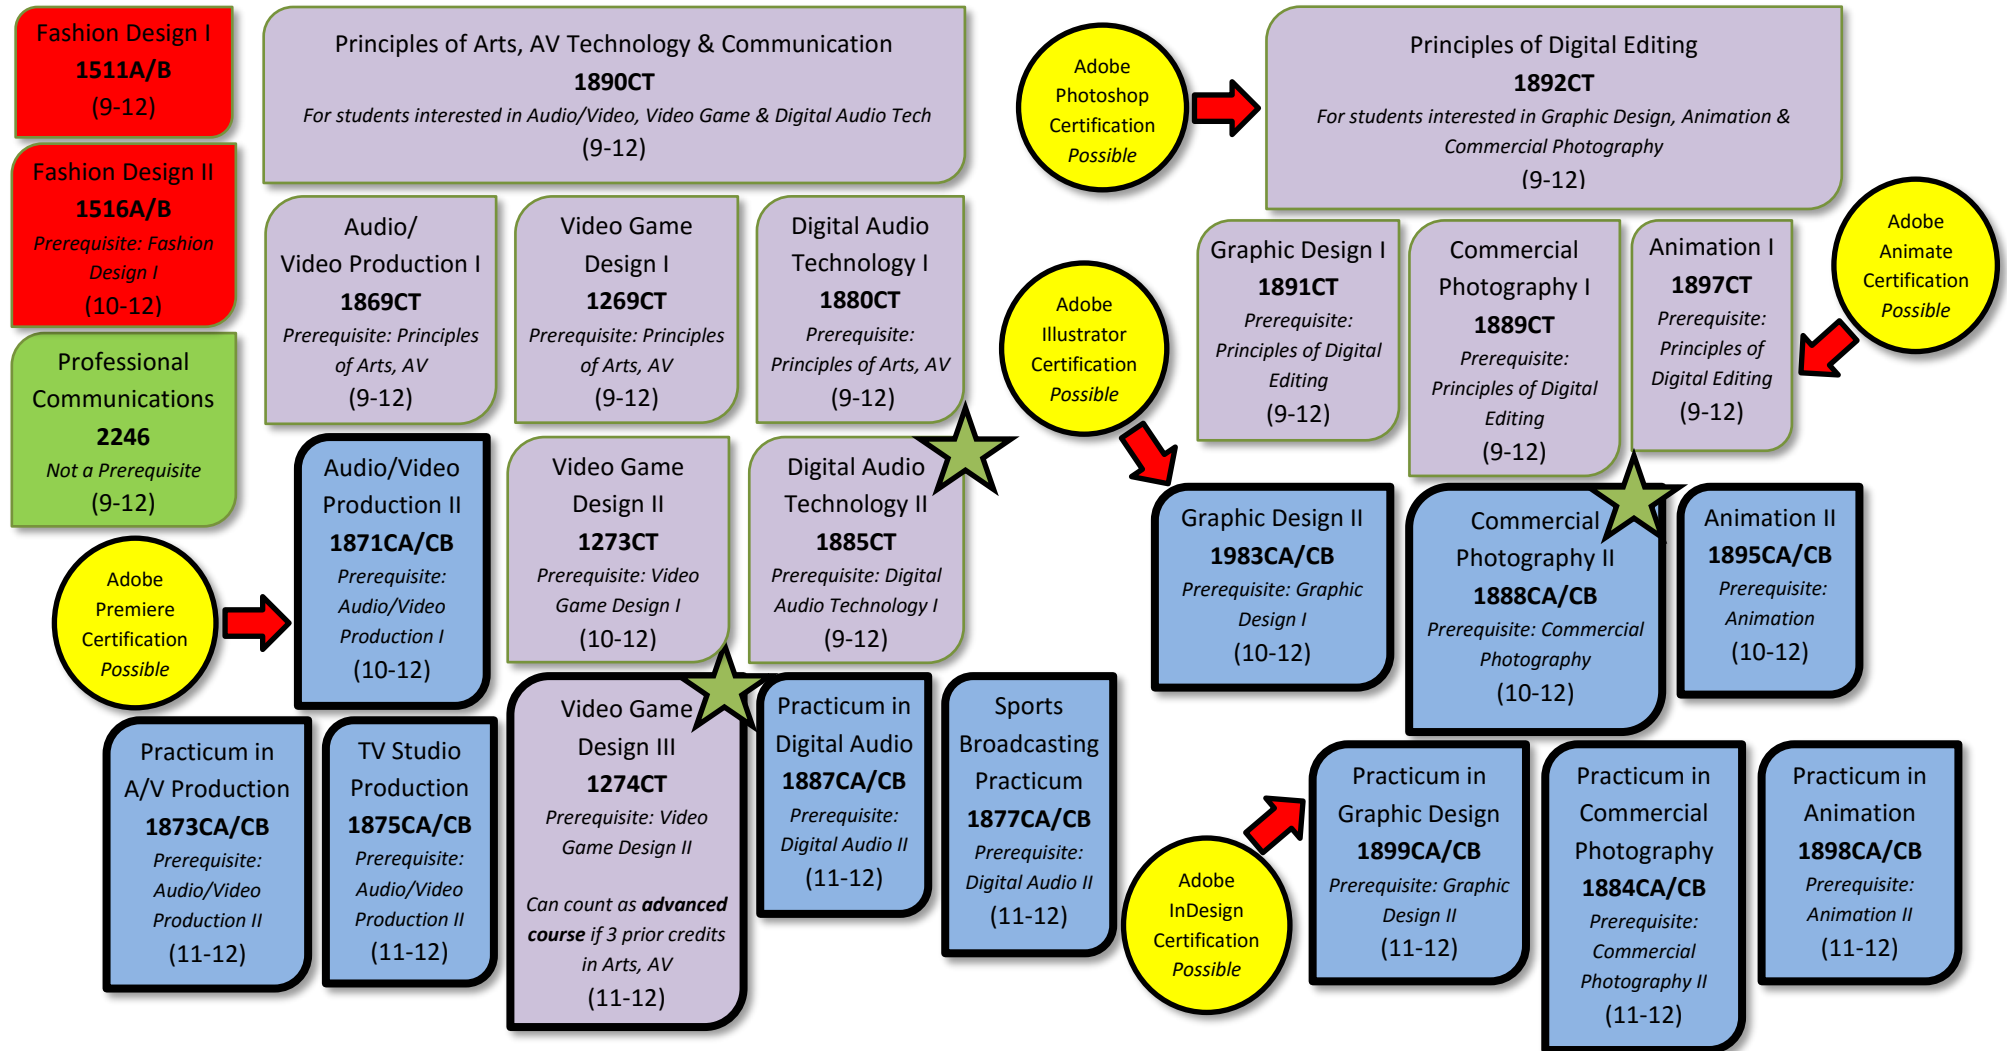 Fashion Design I
1511A/B
(9-12)
Fashion Design II
1516A/B
Prerequisite: Fashion
Design I
(10-12)
Professional
Communications
2246
Not a Prerequisite
(9-12)
Principles of Arts, AV Technology & Communication
1890CT
For students interested in Audio/Video, Video Game & Digital Audio Tech
(9-12)
Audio/
Video Production I
1869CT
Prerequisite: Principles
of Arts, AV
(9-12)
Video Game
Design I
1269CT
Prerequisite: Principles
of Arts, AV
(9-12)
Digital Audio
Technology I
1880CT
Prerequisite:
Principles of Arts, AV
(9-12)
Audio/Video
Production II
1871CA/CB
Prerequisite:
Audio/Video
Production I
(10-12)
Video Game
Design II
1273CT
Prerequisite: Video
Game Design I
(10-12)
Digital Audio
Technology II
1885CT
Prerequisite: Digital
Audio Technology I
(9-12)
Adobe
Premiere
Certification
Possible
Practicum in
A/V Production
1873CA/CB
Prerequisite:
Audio/Video
Production II
(11-12)
TV Studio
Production
1875CA/CB
Prerequisite:
Audio/Video
Production II
(11-12)
Video Game
Design III
1274CT
Prerequisite: Video
Game Design II
Can count as advanced
course if 3 prior credits
in Arts, AV
(11-12)
Practicum in
Digital Audio
1887CA/CB
Prerequisite:
Digital Audio II
(11-12)
Sports
Broadcasting
Practicum
1877CA/CB
Prerequisite:
Digital Audio II
(11-12)
Adobe
Photoshop
Certification
Possible
Principles of Digital Editing
1892CT
For students interested in Graphic Design, Animation &
Commercial Photography
(9-12)
Adobe
Illustrator
Certification
Possible
Graphic Design I
1891CT
Prerequisite:
Principles of Digital
Editing
(9-12)
Commercial
Photography I
1889CT
Prerequisite:
Principles of Digital
Editing
(9-12)
Animation I
1897CT
Prerequisite:
Principles of
Digital Editing
(9-12)
Adobe
Animate
Certification
Possible
Graphic Design II
1983CA/CB
Prerequisite: Graphic
Design I
(10-12)
Commercial
Photography II
1888CA/CB
Prerequisite: Commercial
Photography
(10-12)
Animation II
1895CA/CB
Prerequisite:
Animation
(10-12)
Adobe
InDesign
Certification
Possible
Practicum in
Graphic Design
1899CA/CB
Prerequisite: Graphic
Design II
(11-12)
Practicum in
Commercial
Photography
1884CA/CB
Prerequisite:
Commercial
Photography II
(11-12)
Practicum in
Animation
1898CA/CB
Prerequisite:
Animation II
(11-12)